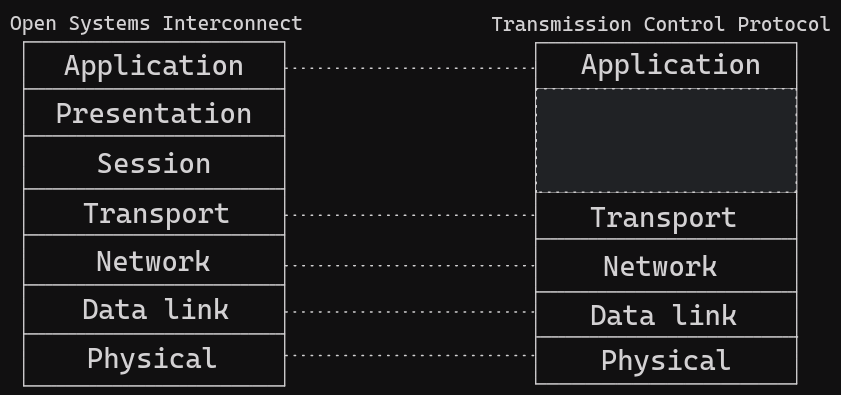 Open Systems Interconnect
Application
Presentation
Session
Transport
Network
Data link
Physical
Transmission Control Protocol
Application
Transport
Network
Data link
Physical